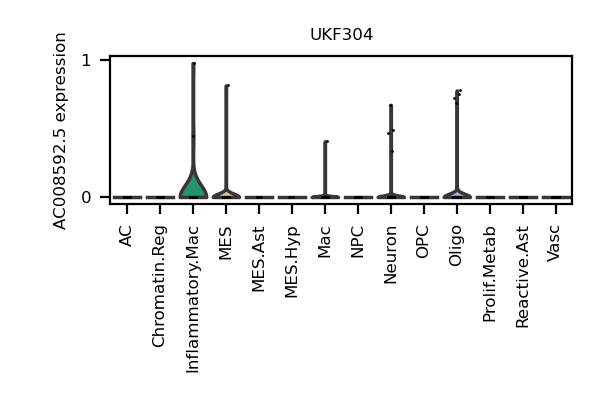 UKF304
AC008592.5 expression
1
0
AC
Chromatin.Reg
Inflammatory.Mac
MES
MES.Ast
MES.Hyp
Mac
NPC
Neuron
OPC
Oligo
Prolif.Metab
Reactive.Ast
Vasc